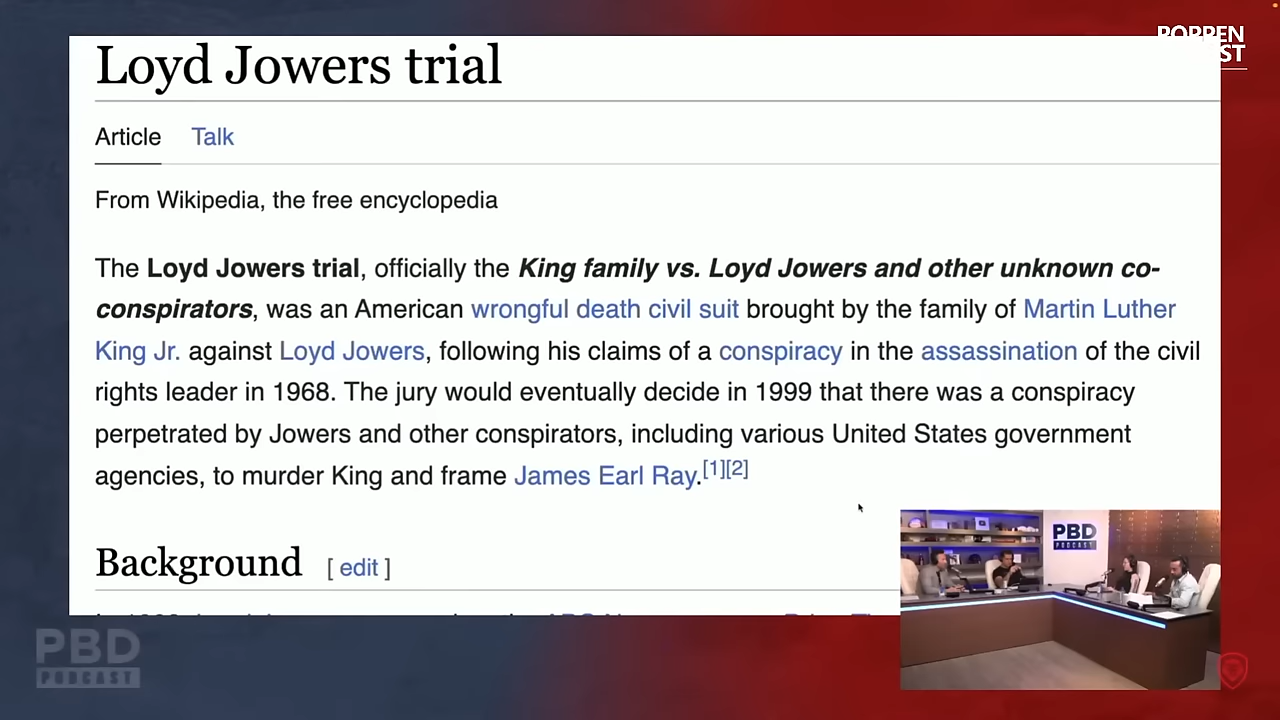 Loyd Jowers trial
Article Talk
From Wikipedia, the free encyclopedia
The Loyd Jowers trial, officially the King family vs. Loyd Jowers and other unknown co-
conspirators, was an American wrongful death civil suit brought by the family of Martin Luther
King Jr. against Loyd Jowers, following his claims of a conspiracy in the assassination of the civil
rights leader in 1968. The jury would eventually decide in 1999 that there was a conspiracy
perpetrated by Jowers and other conspirators, including various United States government
agencies, to murder King and frame James Earl Ray.[1][2]
Background [ edit ]
PBD
PODCAST
PBD
PODCAST